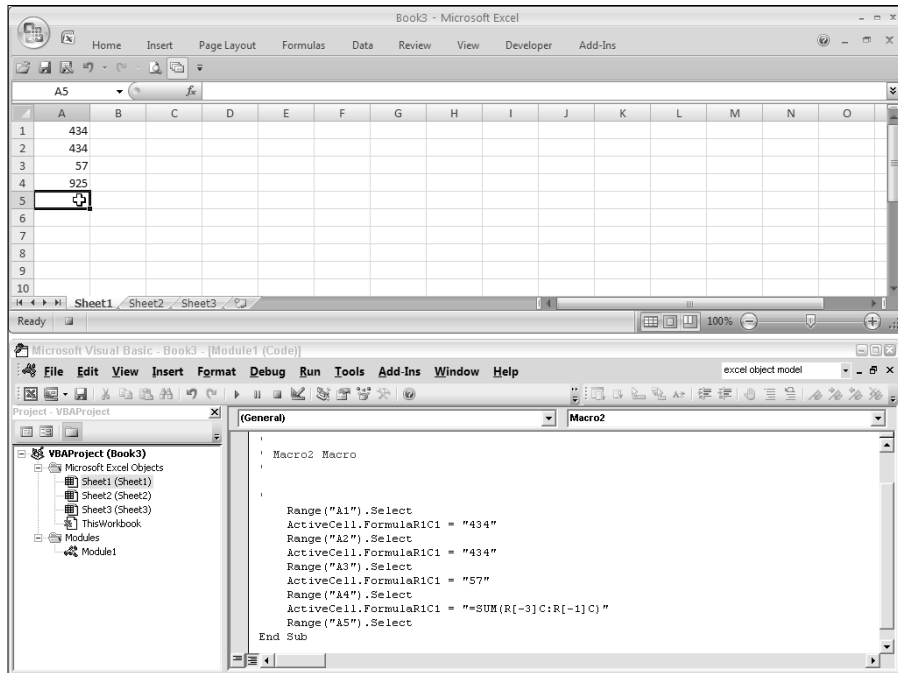 Book3 - Microsoft Excel
Home Insert Page Layout Formulas Data Review View Developer Add-Ins
A5 fx
A B C D E F G H I J K L M N O
1 434
2 434
3 57
4 925
5
6
7
8
9
10
Sheet1 Sheet2 Sheet3
Ready 100%
Microsoft Visual Basic - Book3 - [Module1 (Code)]
File Edit View Insert Format Debug Run Tools Add-Ins Window Help excel object model
Project - VBAProject
(General) Macro2
VBAProject (Book3)
Microsoft Excel Objects
Sheet1 (Sheet1)
Sheet2 (Sheet2)
Sheet3 (Sheet3)
ThisWorkbook
Modules
Module1
'
' Macro2 Macro
'
'
Range("A1").Select
ActiveCell.FormulaR1C1 = "434"
Range("A2").Select
ActiveCell.FormulaR1C1 = "434"
Range("A3").Select
ActiveCell.FormulaR1C1 = "57"
Range("A4").Select
ActiveCell.FormulaR1C1 = "=SUM(R[-3]C:R[-1]C)"
Range("A5").Select
End Sub